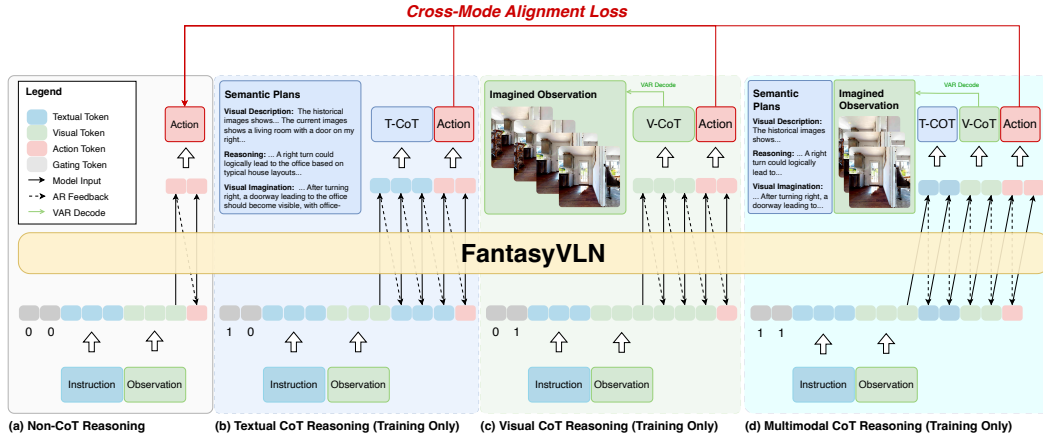 Cross-Mode Alignment Loss
Legend
Textual Token
Visual Token
Action Token
Gating Token
Model Input
AR Feedback
VAR Decode
Action
0 0
Instruction
Observation
(a) Non-CoT Reasoning
Semantic Plans
Visual Description: The historical
images shows... The current images
shows a living room with a door on my
right...
Reasoning: ... A right turn could
logically lead to the office based on
typical house layouts...
Visual Imagination: ... After turning
right, a doorway leading to the office
should become visible, with office-
T-CoT
Action
1 0
Instruction
Observation
(b) Textual CoT Reasoning (Training Only)
Imagined Observation
VAR Decode
V-CoT
Action
0 1
Instruction
Observation
(c) Visual CoT Reasoning (Training Only)
Semantic
Plans
Visual Description:
The historical images
shows...
Reasoning: ... A right
turn could logically
lead to...
Visual Imagination:
... After turning right, a
doorway leading to...
Imagined
Observation
VAR Decode
T-COT
V-CoT
Action
1 1
Instruction
Observation
(d) Multimodal CoT Reasoning (Training Only)
FantasyVLN